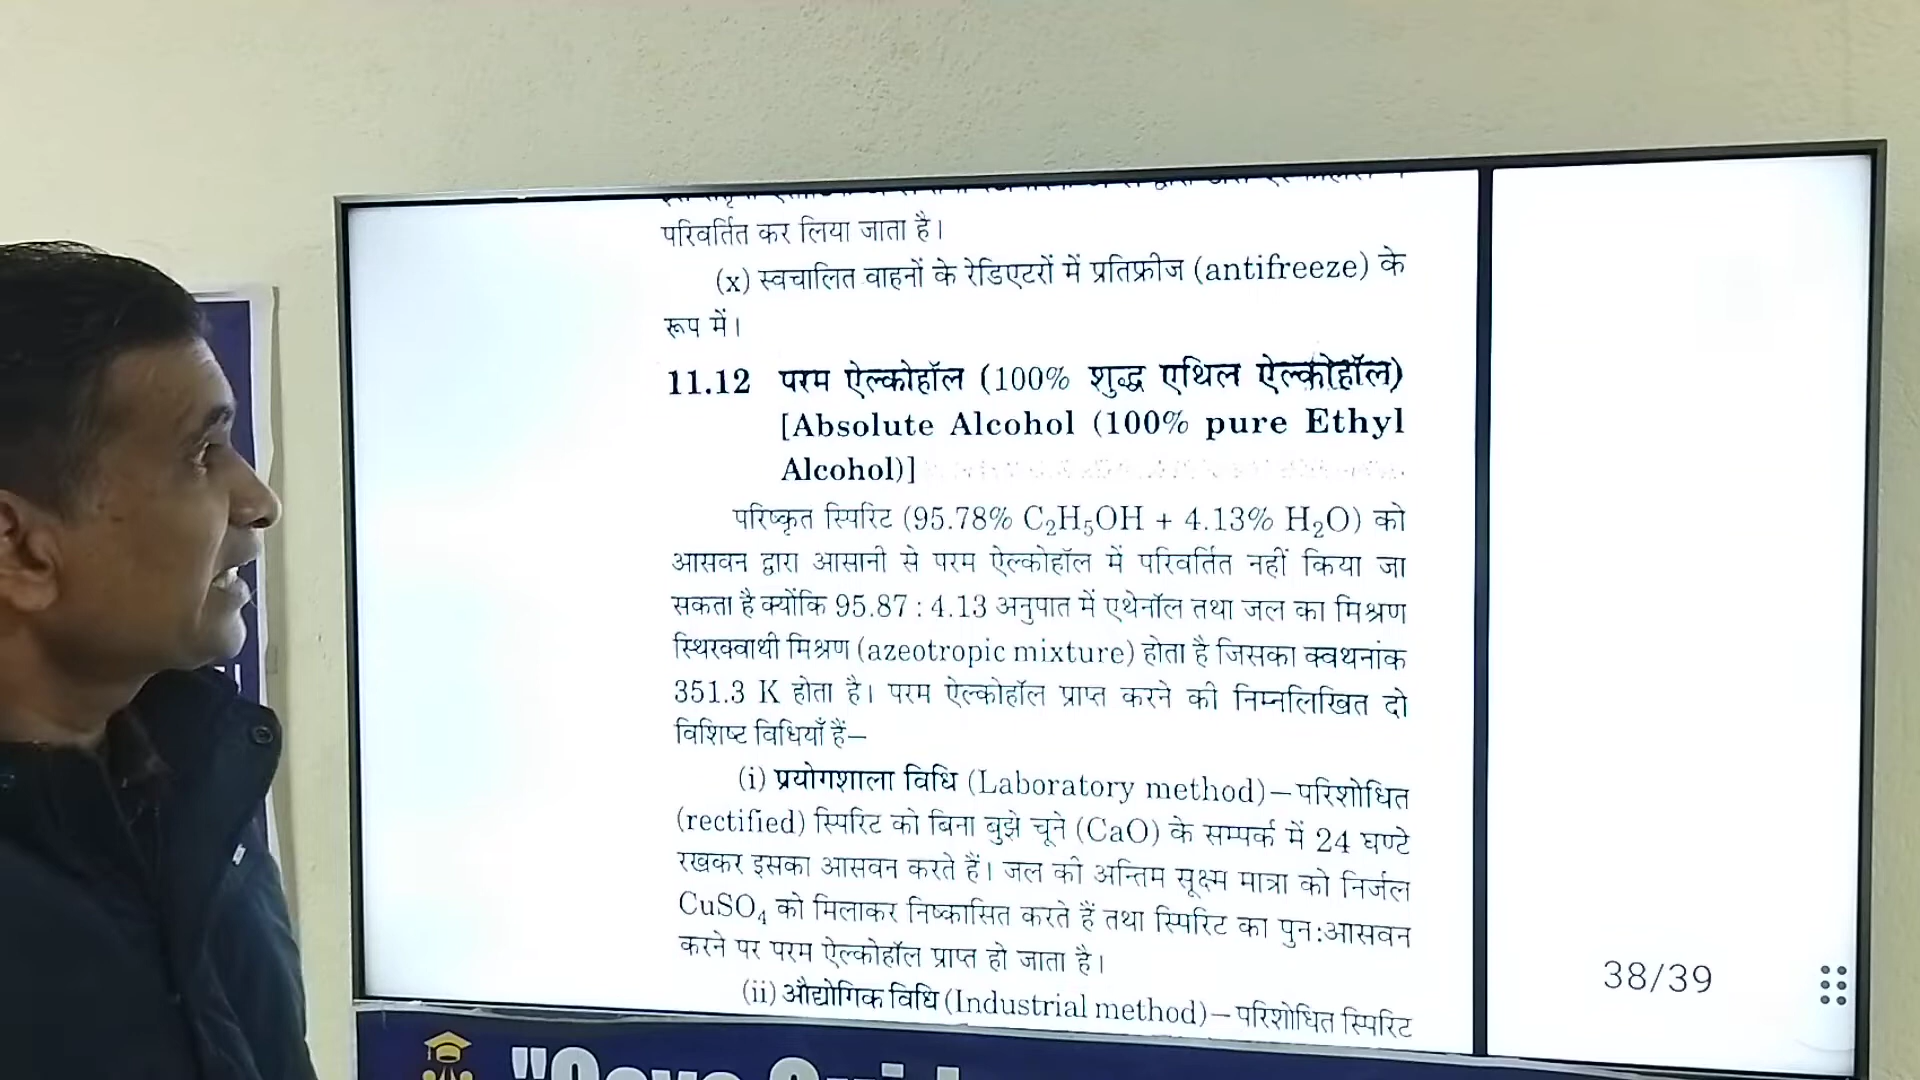 परिवर्तित कर लिया जाता है।
(x) स्वचालित वाहनों के रेडिएटरों में प्रतिफ्रीज (antifreeze) के
रूप में।
11.12 परम ऐल्कोहॉल (100% शुद्ध एथिल ऐल्कोहॉल)
[Absolute Alcohol (100% pure Ethyl
Alcohol)]
परिष्कृत स्पिरिट (95.78% C₂H₅OH + 4.13% H₂O) को
आसवन द्वारा आसानी से परम ऐल्कोहॉल में परिवर्तित नहीं किया जा
सकता है क्योंकि 95.87 : 4.13 अनुपात में एथेनॉल तथा जल का मिश्रण
स्थिरक्वाथी मिश्रण (azeotropic mixture) होता है जिसका क्वथनांक
351.3 K होता है। परम ऐल्कोहॉल प्राप्त करने की निम्नलिखित दो
विशिष्ट विधियाँ हैं—
(i) प्रयोगशाला विधि (Laboratory method)—परिशोधित
(rectified) स्पिरिट को बिना बुझे चूने (CaO) के सम्पर्क में 24 घण्टे
रखकर इसका आसवन करते हैं। जल की अन्तिम सूक्ष्म मात्रा को निर्जल
CuSO₄ को मिलाकर निष्कासित करते हैं तथा स्पिरिट का पुन:आसवन
करने पर परम ऐल्कोहॉल प्राप्त हो जाता है।
(ii) औद्योगिक विधि (Industrial method)—परिशोधित स्पिरिट
38/39